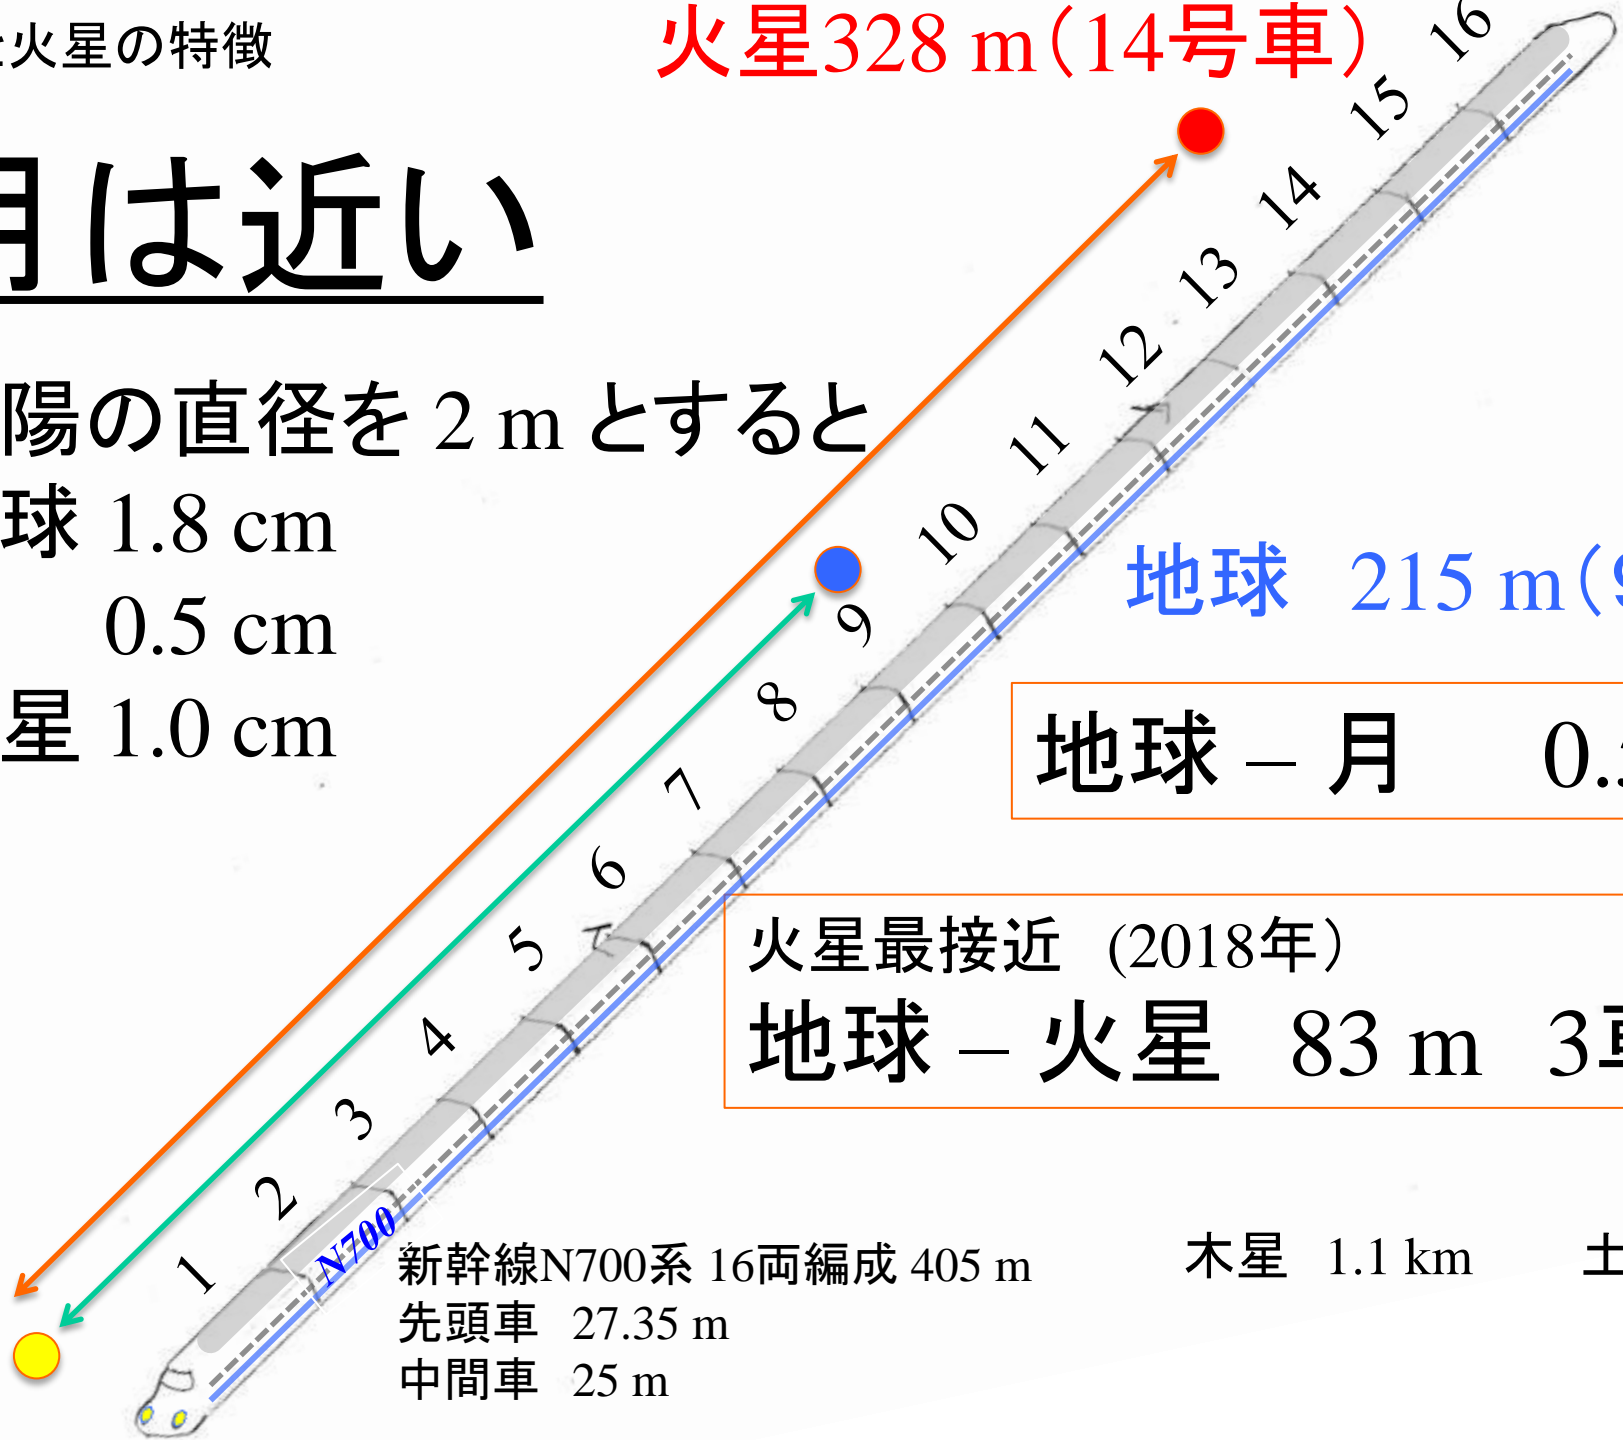 火星の特徴
火星328 m（14号車）
月は近い
陽の直径を 2 m とすると
球 1.8 cm
0.5 cm
星 1.0 cm
地球 215 m（9
地球 – 月 0.
火星最接近 (2018年）
地球 – 火星 83 m 3
1
2
3
4
5
6
7
8
9
10
11
12
13
14
15
16
N700
新幹線N700系 16両編成 405 m
先頭車 27.35 m
中間車 25 m
木星 1.1 km 土